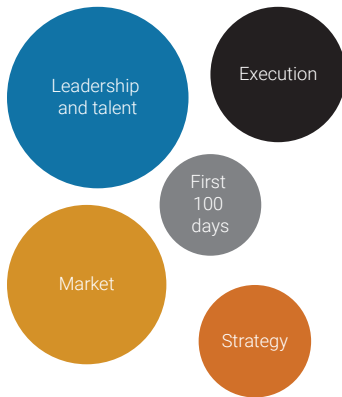 Leadership
and talent
Execution
First
100
days
Market
Strategy